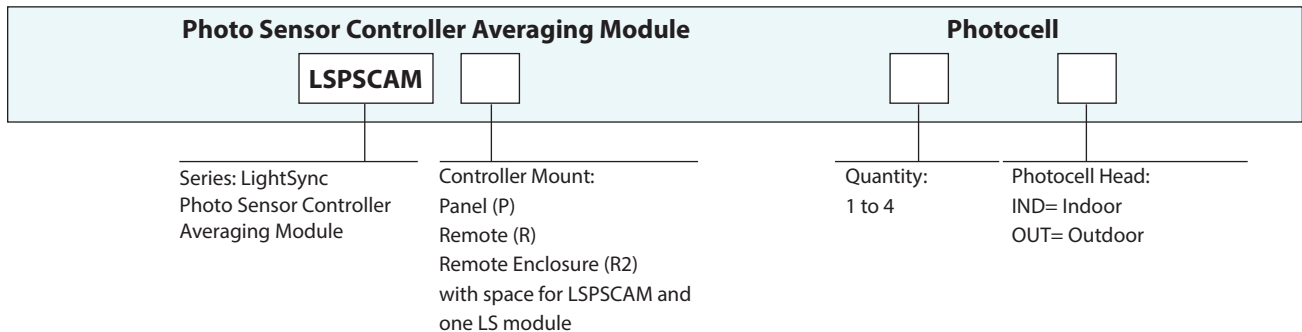 Photo Sensor Controller Averaging Module
Photocell
LSPSCAM
Series: LightSync
Photo Sensor Controller
Averaging Module
Controller Mount:
Panel (P)
Remote (R)
Remote Enclosure (R2)
with space for LSPSCAM and
one LS module
Quantity:
1 to 4
Photocell Head:
IND= Indoor
OUT= Outdoor